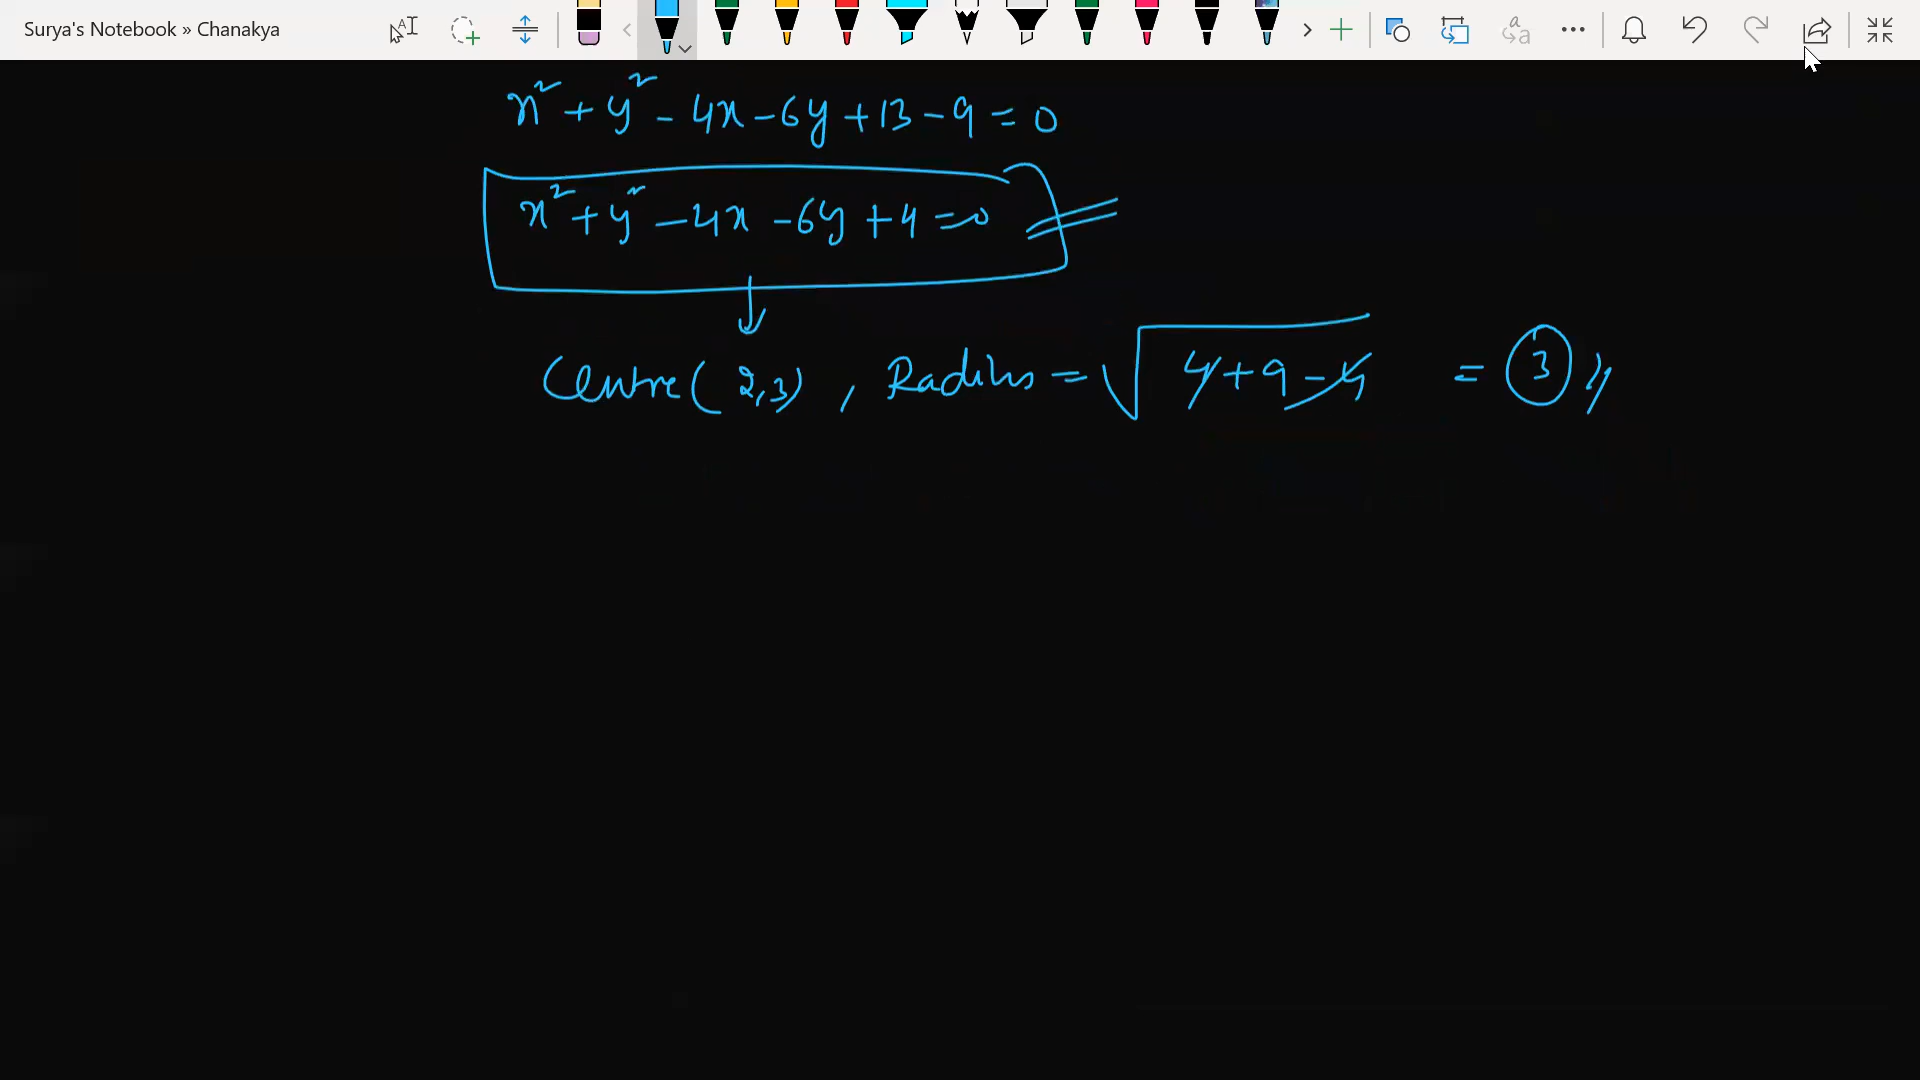 Surya's Notebook » Chanakya
x² + y² - 4x - 6y + 13 - 9 = 0
x² + y² - 4x - 6y + 4 = 0
Centre (2,3) , Radius = √4+9-4 = 3